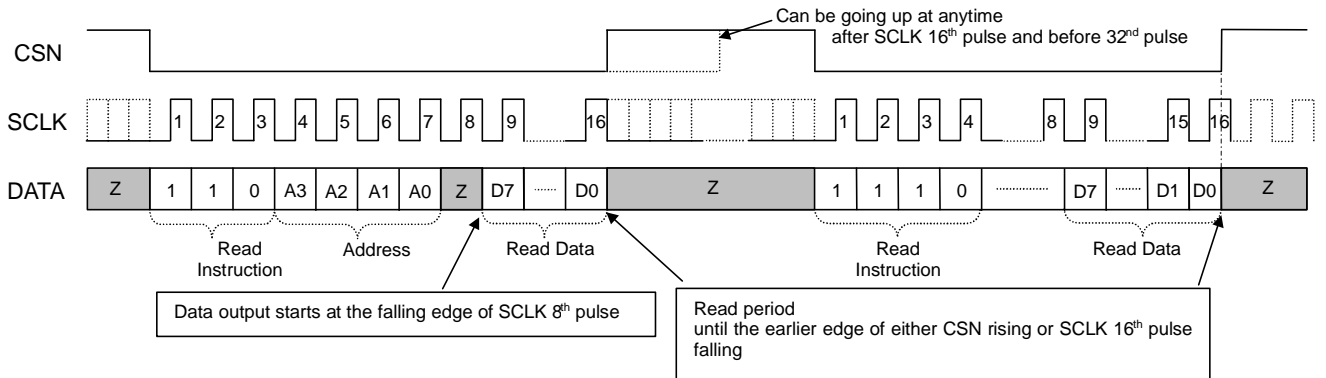 Can be going up at anytime
after SCLK 16th pulse and before 32nd pulse
CSN
SCLK
1 2 3 4 5 6 7 8 9 16 1 2 3 4 8 9 15 16
DATA
Z 1 1 0 A3 A2 A1 A0 Z D7 ...... D0 Z 1 1 1 0 .............. D7 ...... D1 D0 Z
Read Instruction
Address
Read Data
Read Instruction
Read Data
Data output starts at the falling edge of SCLK 8th pulse
Read period
until the earlier edge of either CSN rising or SCLK 16th pulse
falling